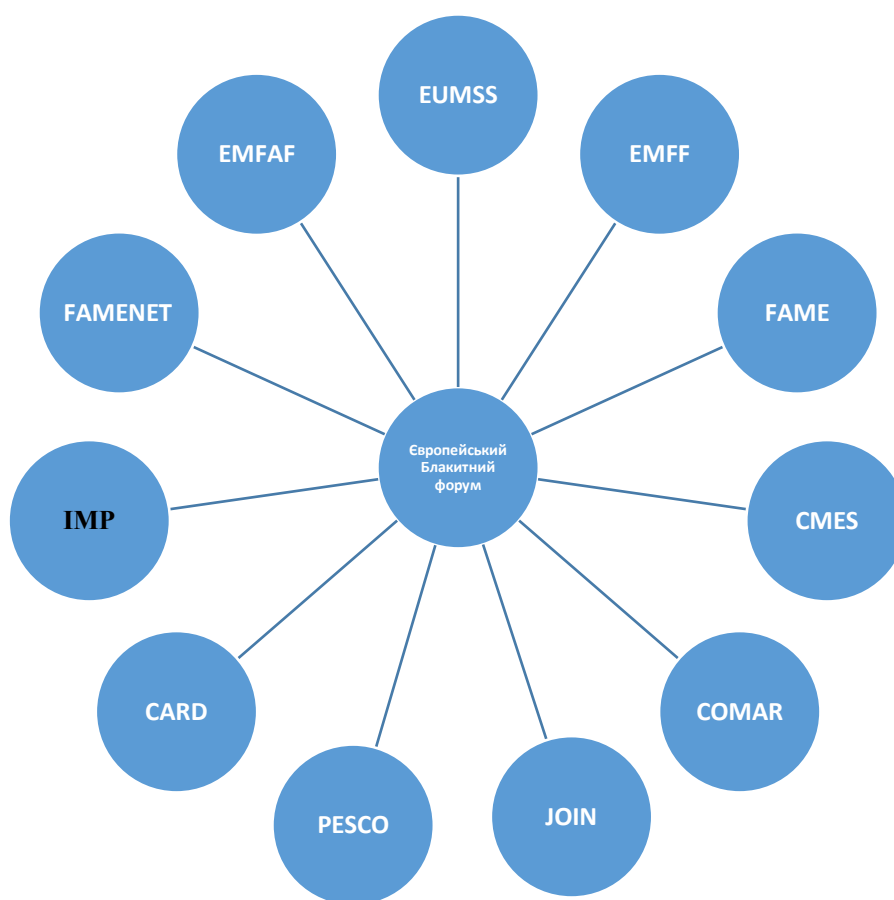 EUMSS
EMFAF
EMFF
FAMENET
FAME
Європейський
Блакитний
форум
IMP
CMES
CARD
COMAR
PESCO
JOIN